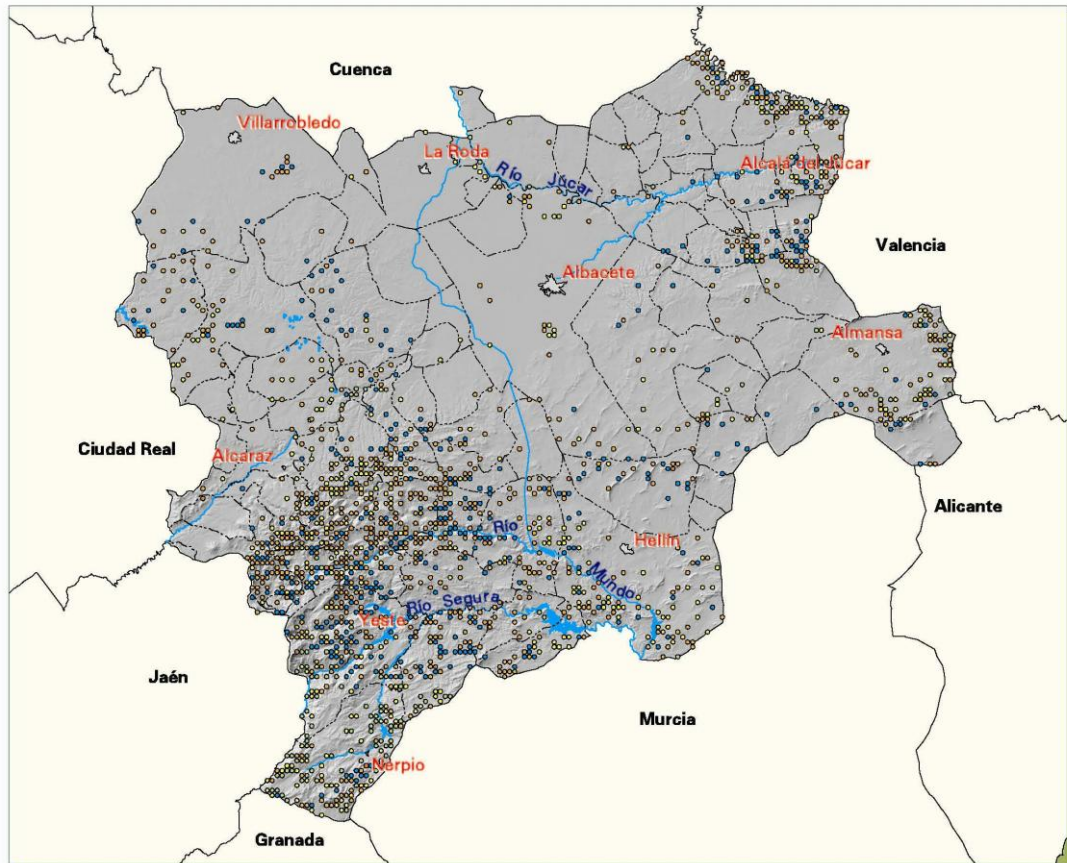 Cuenca
Villarrobledo
La Roda
Río Júcar
Alcalá del Júcar
Valencia
Albacete
Almansa
Ciudad Real
Alcaraz
Alicante
Río
Hellín
Mundo
Río Segura
Yeste
Jaén
Murcia
Nerpio
Granada